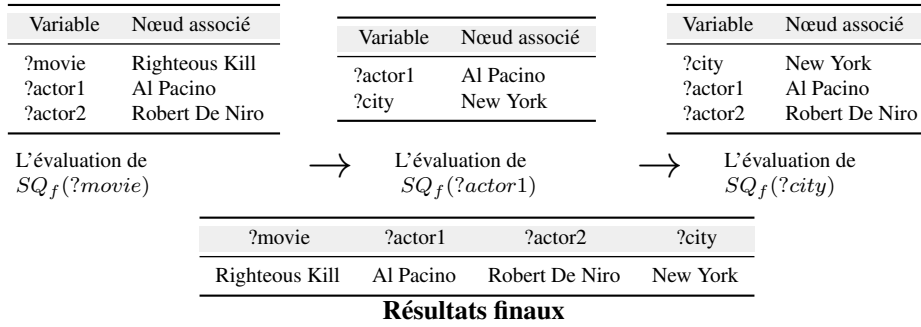 Variable Nœud associé
?movie Righteous Kill
?actor1 Al Pacino
?actor2 Robert De Niro
L'évaluation de
SQ_f(?movie)
→
Variable Nœud associé
?actor1 Al Pacino
?city New York
L'évaluation de
SQ_f(?actor1)
→
Variable Nœud associé
?city New York
?actor1 Al Pacino
?actor2 Robert De Niro
L'évaluation de
SQ_f(?city)
?movie ?actor1 ?actor2 ?city
Righteous Kill Al Pacino Robert De Niro New York
Résultats finaux